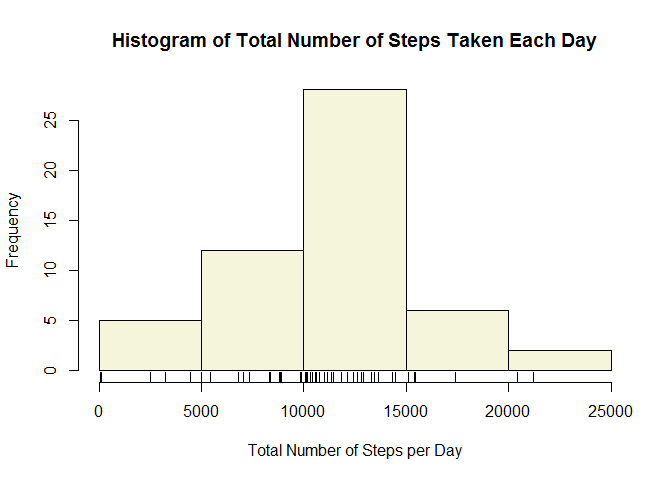 Histogram of Total Number of Steps Taken Each Day
Frequency
25
20
15
10
5
0
0 5000 10000 15000 20000 25000
Total Number of Steps per Day